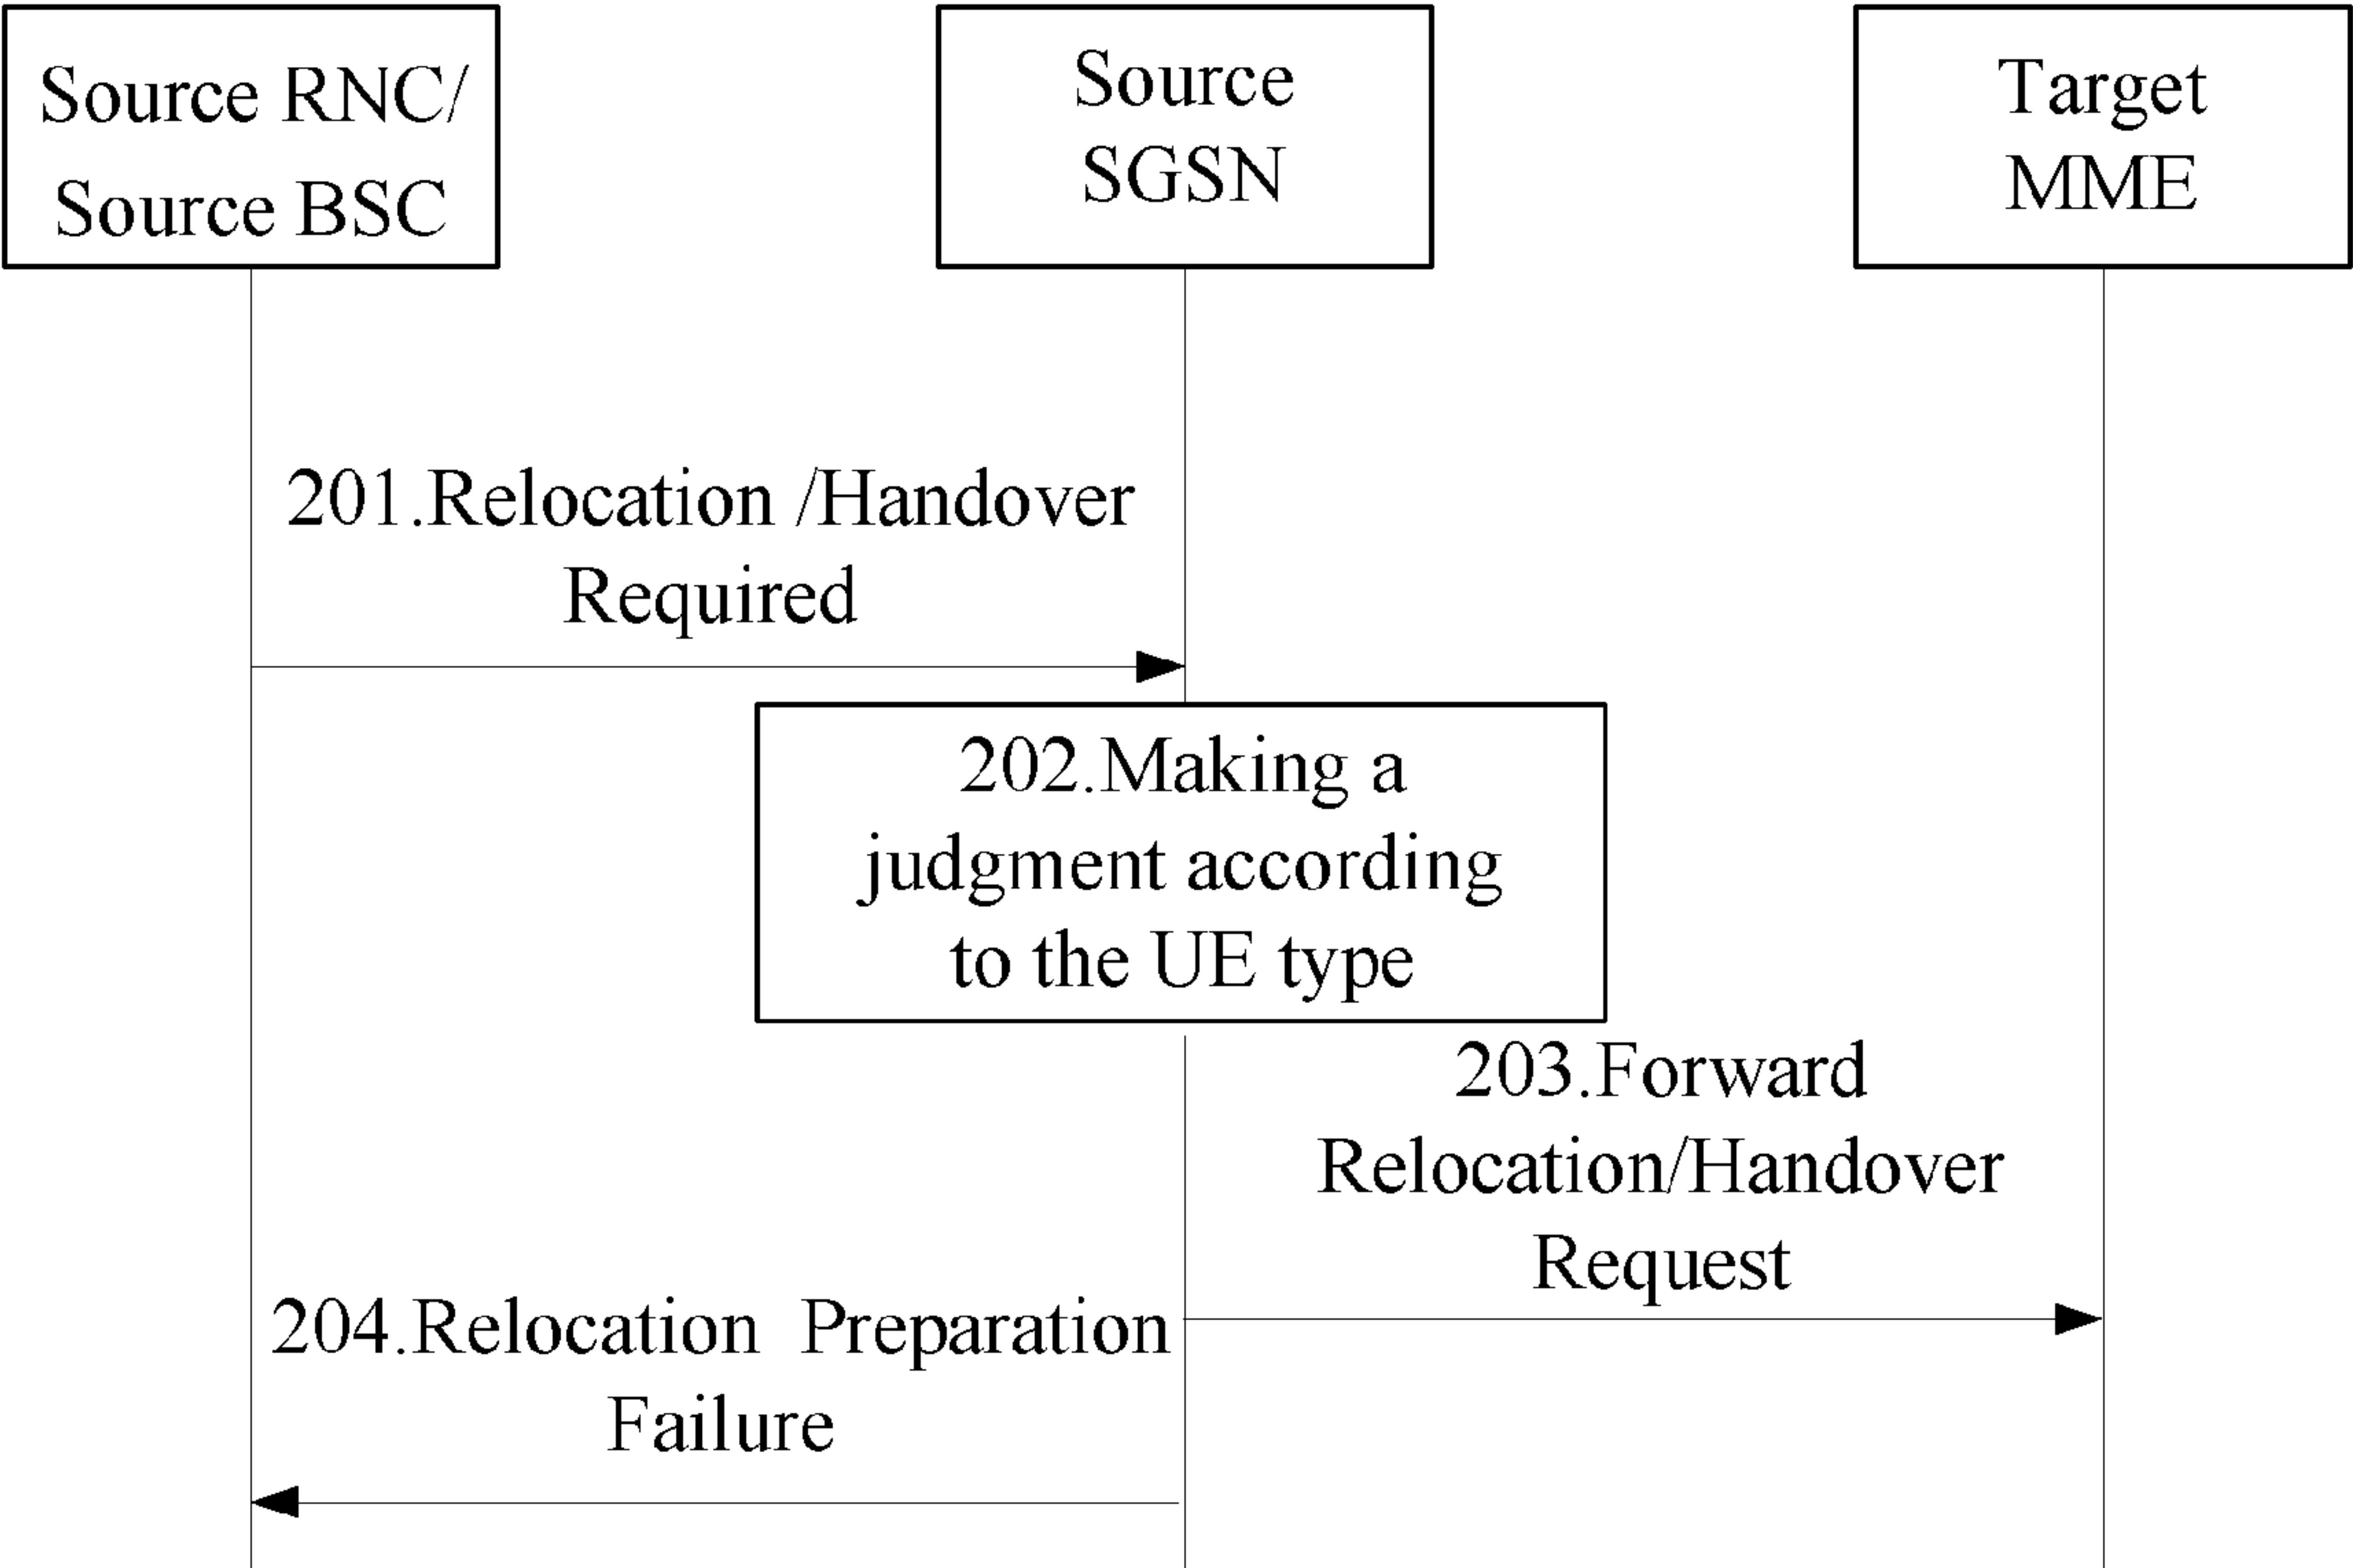 Source RNC/
Source BSC
Source
SGSN
Target
MME
201.Relocation /Handover
Required
202.Making a
judgment according
to the UE type
203.Forward
Relocation/Handover
Request
204.Relocation Preparation
Failure